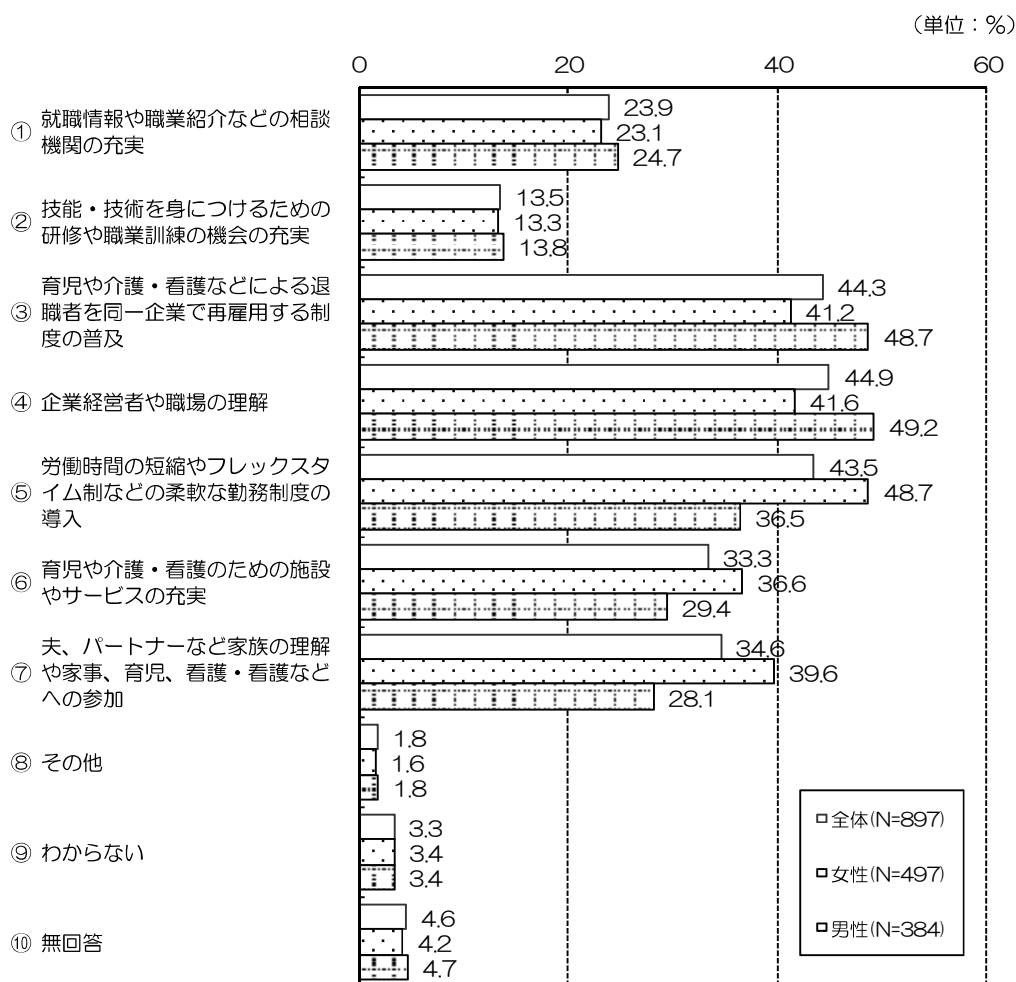 （単位：％）
0 20 40 60
① 就職情報や職業紹介などの相談
機関の充実
23.9
23.1
24.7
② 技能・技術を身につけるための
研修や職業訓練の機会の充実
13.5
13.3
13.8
③ 育児や介護・看護などによる退
職者を同一企業で再雇用する制
度の普及
44.3
41.2
48.7
④ 企業経営者や職場の理解
44.9
41.6
49.2
⑤ 労働時間の短縮やフレックスタ
イム制などの柔軟な勤務制度の
導入
43.5
48.7
36.5
⑥ 育児や介護・看護のための施設
やサービスの充実
33.3
36.6
29.4
⑦ 夫、パートナーなど家族の理解
や家事、育児、看護・看護など
への参加
34.6
39.6
28.1
⑧ その他
1.8
1.6
1.8
⑨ わからない
3.3
3.4
3.4
⑩ 無回答
4.6
4.2
4.7
全体(N=897)
女性(N=497)
男性(N=384)